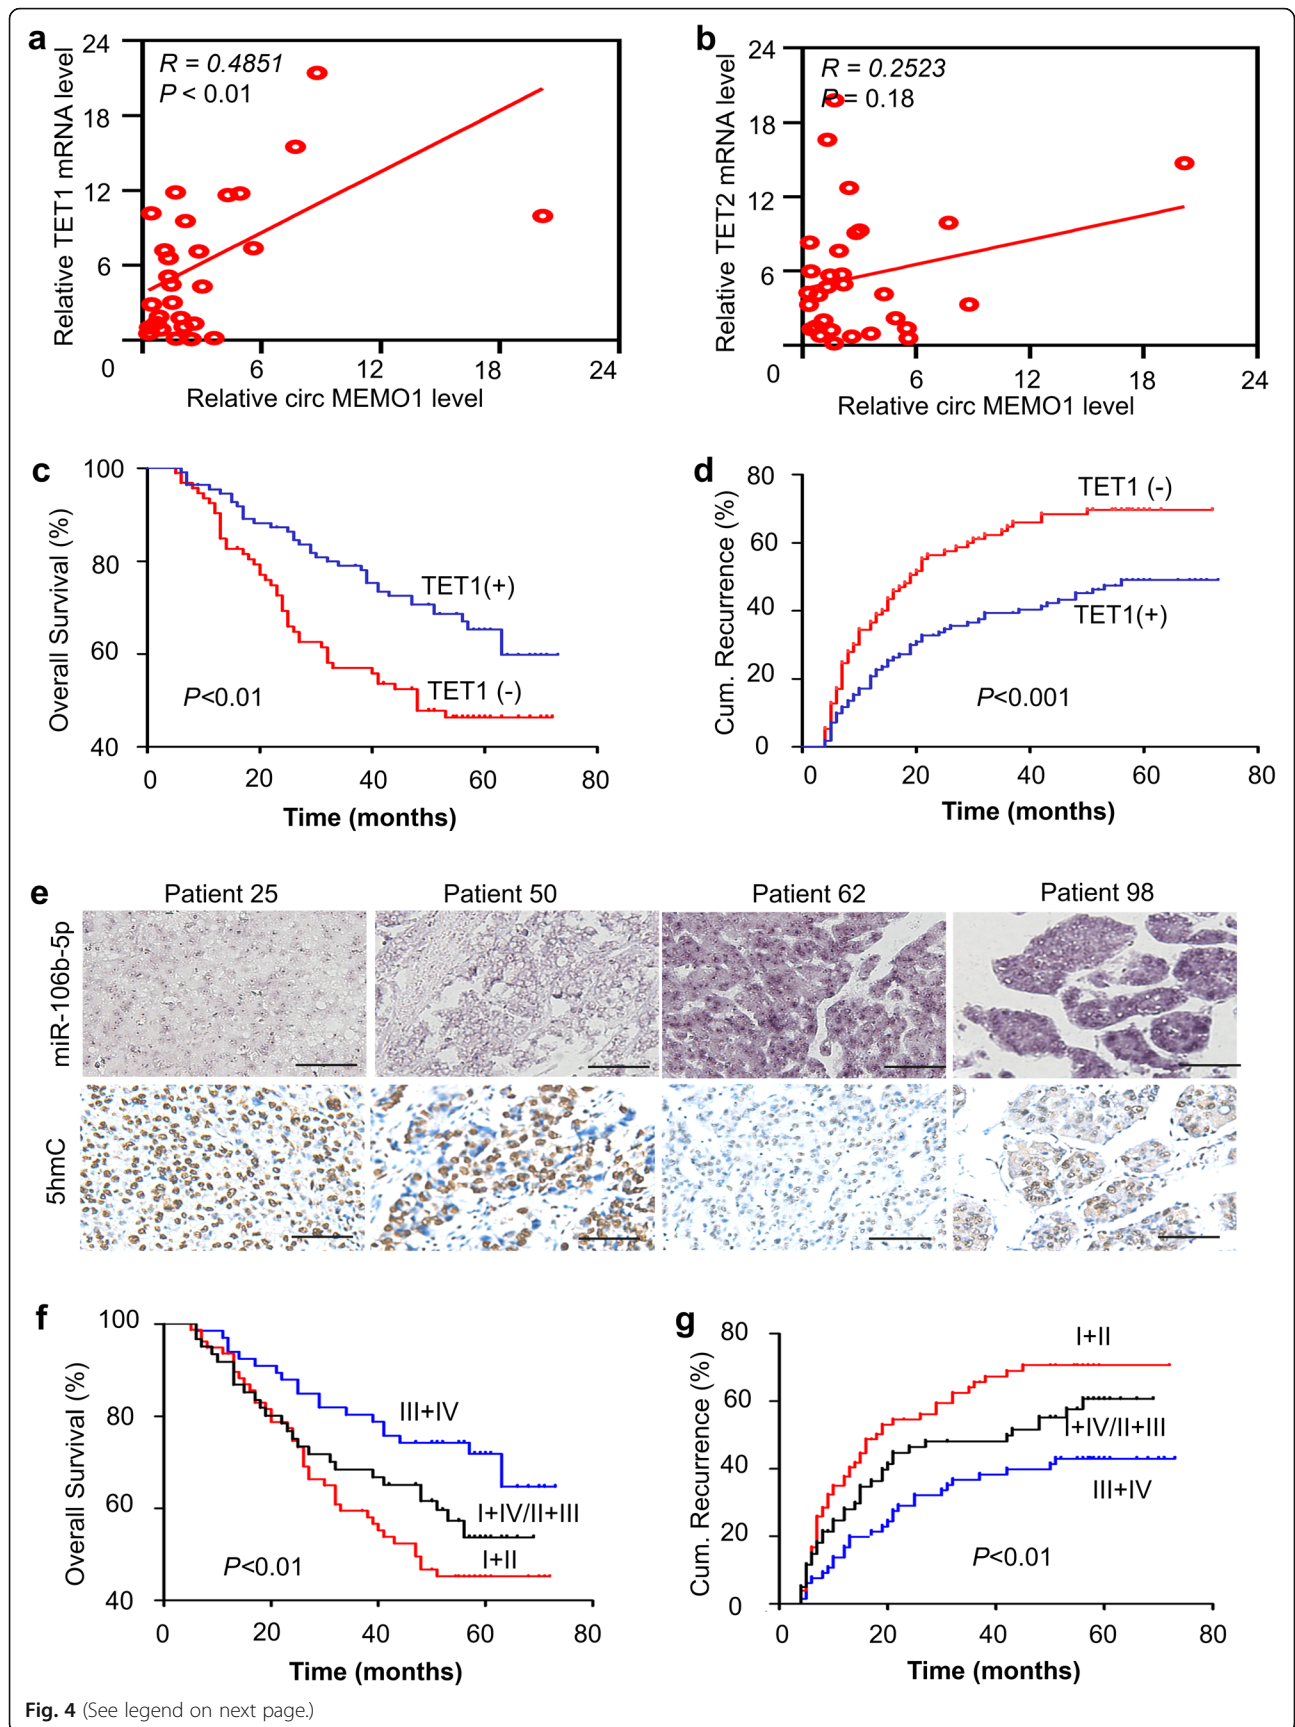 a
R = 0.4851
P < 0.01
Relative TET1 mRNA level
24
18
12
6
0
6
12
18
24
Relative circ MEMO1 level
b
R = 0.2523
P = 0.18
Relative TET2 mRNA level
24
18
12
6
0
6
12
18
24
Relative circ MEMO1 level
c
Overall Survival (%)
100
80
60
40
TET1(+)
TET1 (-)
P<0.01
0
20
40
60
80
Time (months)
d
Cum. Recurrence (%)
80
60
40
20
0
TET1 (-)
TET1(+)
P<0.001
0
20
40
60
80
Time (months)
e
Patient 25
Patient 50
Patient 62
Patient 98
miR-106b-5p
5hmC
f
Overall Survival (%)
100
80
60
40
III+IV
I+IV/II+III
I+II
P<0.01
0
20
40
60
80
Time (months)
g
Cum. Recurrence (%)
80
60
40
20
0
I+II
I+IV/II+III
III+IV
P<0.01
0
20
40
60
80
Time (months)
Fig. 4 (See legend on next page.)